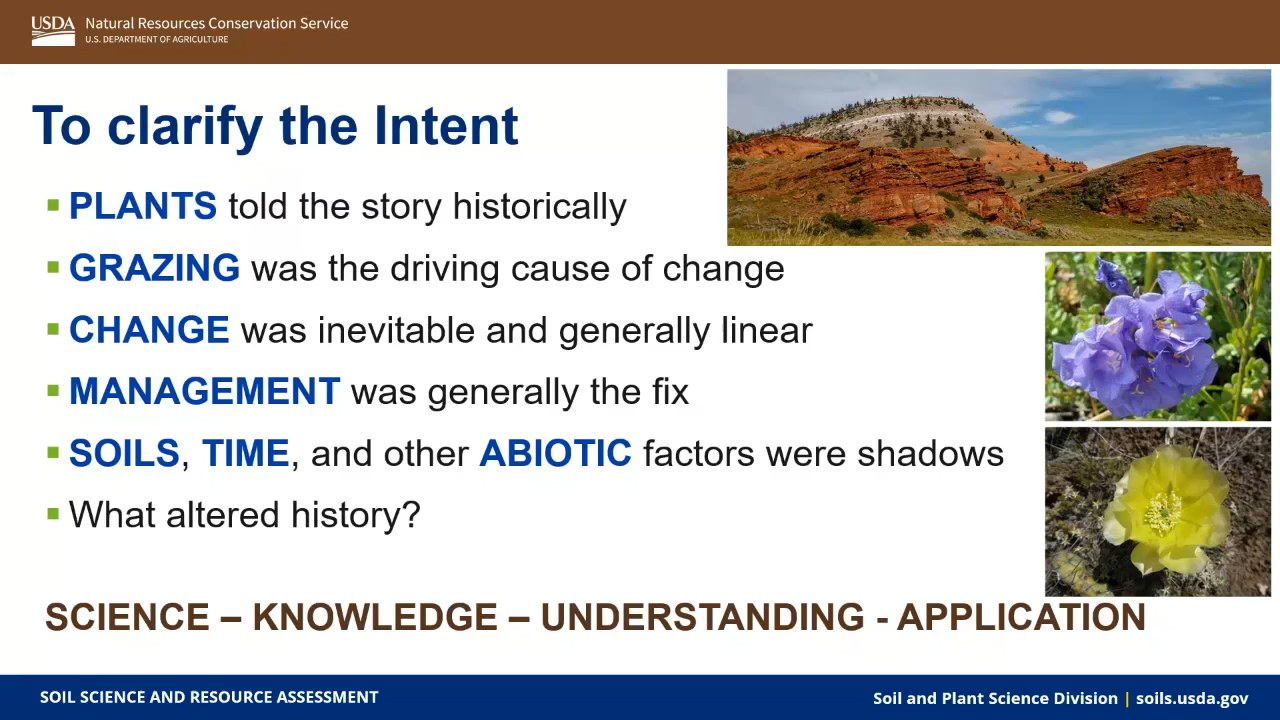 USDA Natural Resources Conservation Service
U.S. DEPARTMENT OF AGRICULTURE
To clarify the Intent
▪ PLANTS told the story historically
▪ GRAZING was the driving cause of change
▪ CHANGE was inevitable and generally linear
▪ MANAGEMENT was generally the fix
▪ SOILS, TIME, and other ABIOTIC factors were shadows
▪ What altered history?
SCIENCE – KNOWLEDGE – UNDERSTANDING - APPLICATION
SOIL SCIENCE AND RESOURCE ASSESSMENT
Soil and Plant Science Division | soils.usda.gov